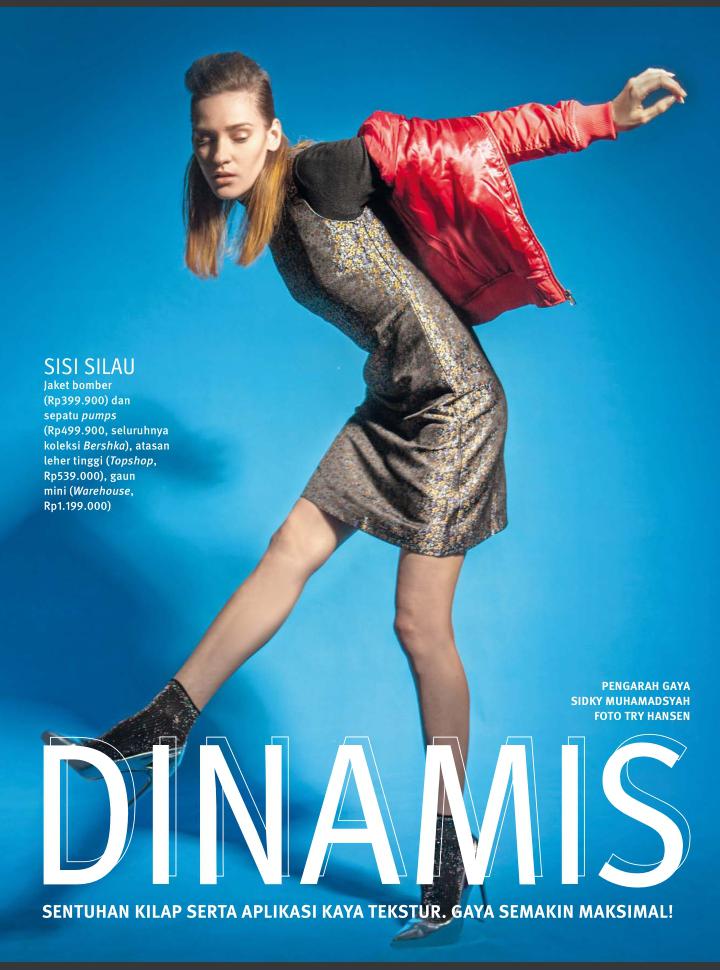 SISI SILAU
Jaket bomber
(Rp399.900) dan
sepatu pumps
(Rp499.900, seluruhnya
koleksi Bershka), atasan
leher tinggi (Topshop,
Rp539.000), gaun
mini (Warehouse,
Rp1.199.000)
PENGARAH GAYA
SIDKY MUHAMADSYAH
FOTO TRY HANSEN
DINAMIS
SENTUHAN KILAP SERTA APLIKASI KAYA TEKSTUR. GAYA SEMAKIN MAKSIMAL!